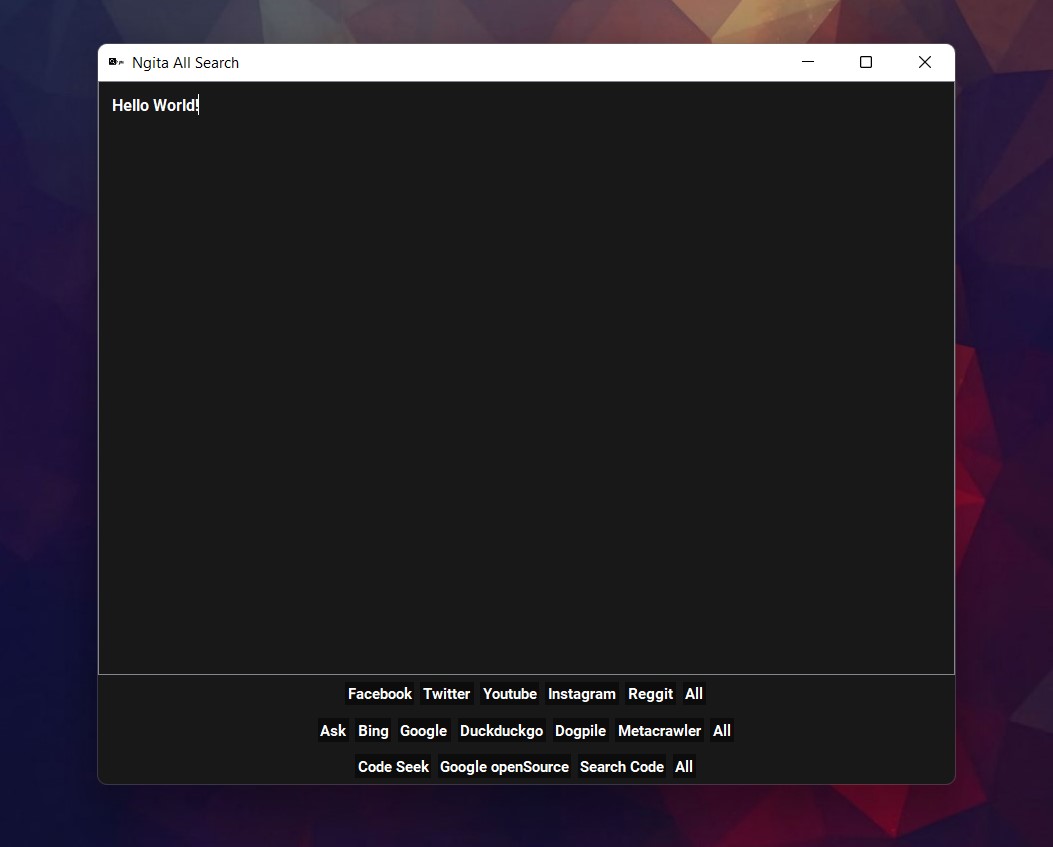 Ngita All Search
Hello World!
Facebook Twitter Youtube Instagram Reggit All
Ask Bing Google Duckduckgo Dogpile Metacrawler All
Code Seek Google openSource Search Code All